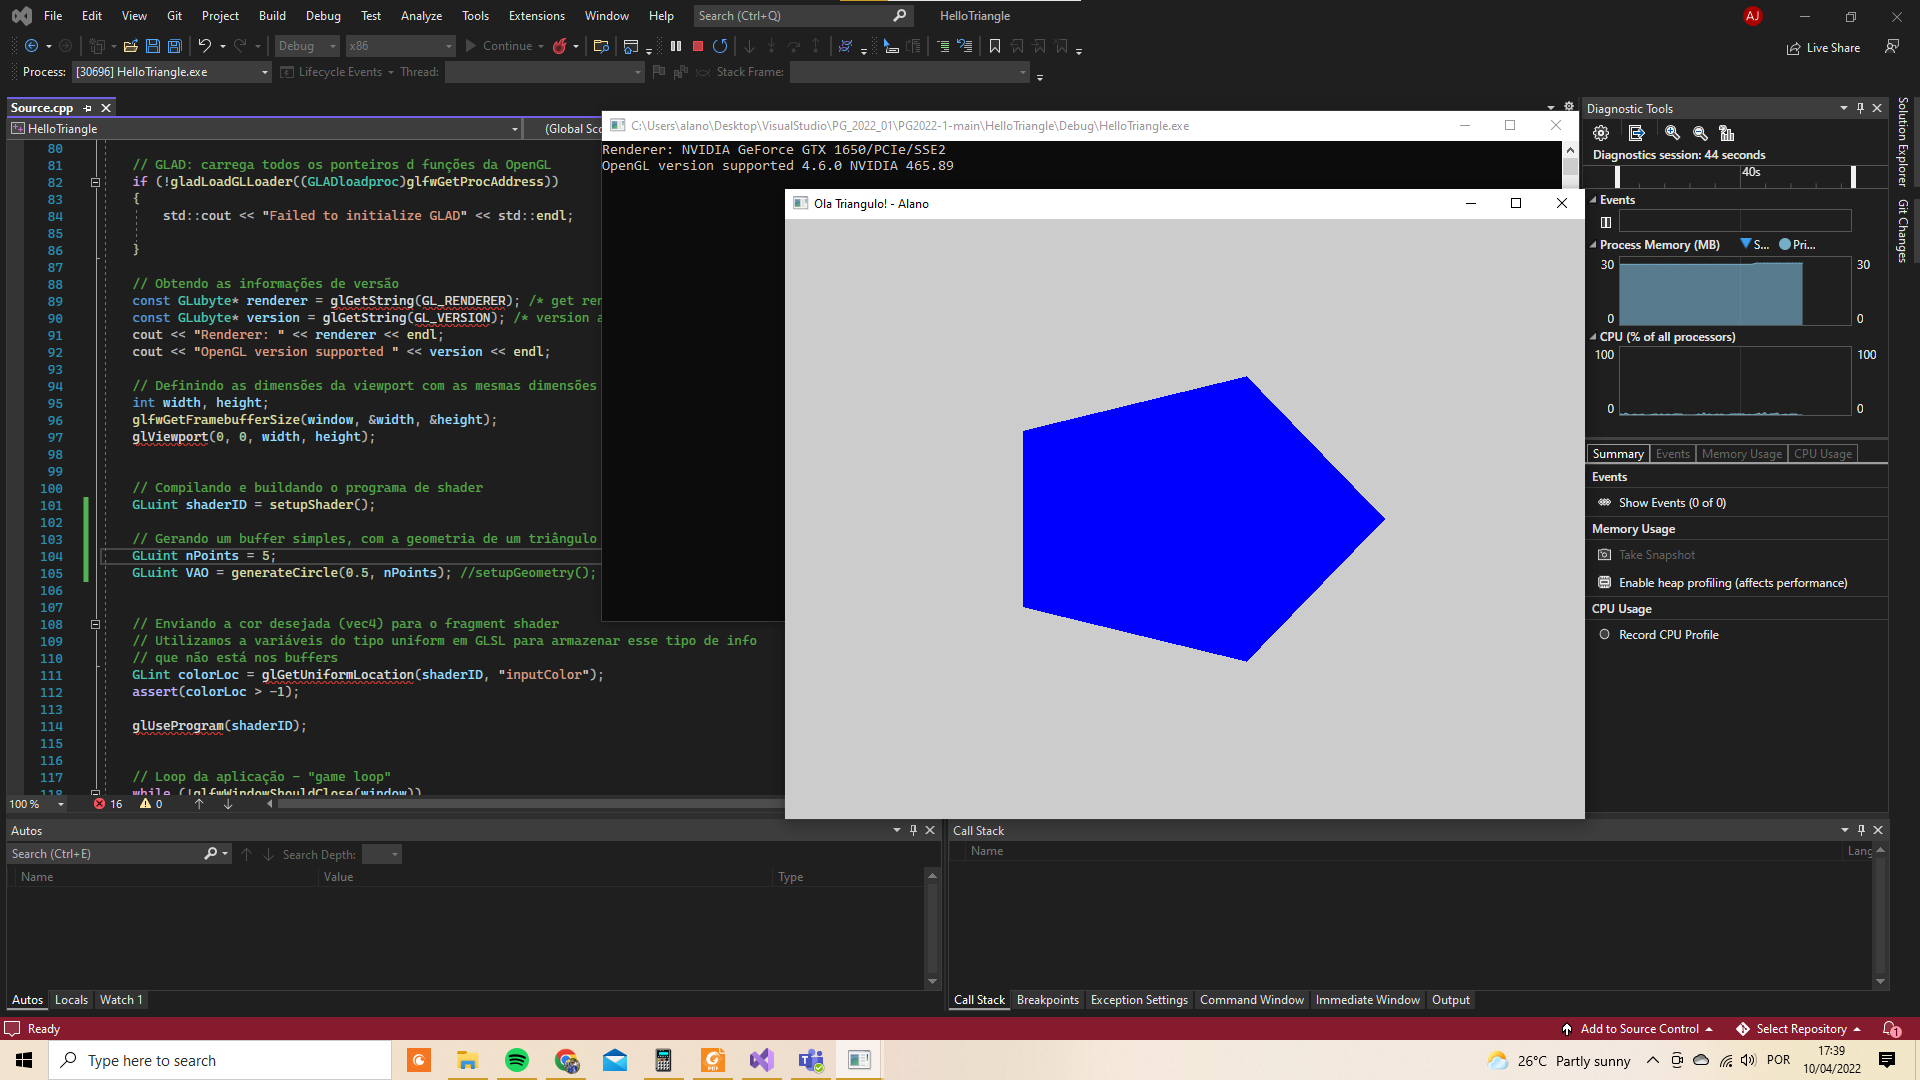 File Edit View Git Project Build Debug Test Analyze Tools Extensions Window Help Search (Ctrl+Q) HelloTriangle AJ
Debug x86 Continue Live Share
Process: [30696] HelloTriangle.exe Lifecycle Events Thread: Stack Frame:
Source.cpp
HelloTriangle (Global Sco
80
81 // GLAD: carrega todos os ponteiros d funções da OpenGL
82 if (!gladLoadGLLoader((GLADloadproc)glfwGetProcAddress))
83 {
84 std::cout << "Failed to initialize GLAD" << std::endl;
85
86 }
87
88 // Obtendo as informações de versão
89 const GLubyte* renderer = glGetString(GL_RENDERER); /* get ren
90 const GLubyte* version = glGetString(GL_VERSION); /* version a
91 cout << "Renderer: " << renderer << endl;
92 cout << "OpenGL version supported " << version << endl;
93
94 // Definindo as dimensões da viewport com as mesmas dimensões
95 int width, height;
96 glfwGetFramebufferSize(window, &width, &height);
97 glViewport(0, 0, width, height);
98
99
100 // Compilando e buildando o programa de shader
101 GLuint shaderID = setupShader();
102
103 // Gerando um buffer simples, com a geometria de um triângulo
104 GLuint nPoints = 5;
105 GLuint VAO = generateCircle(0.5, nPoints); //setupGeometry();
106
107
108 // Enviando a cor desejada (vec4) para o fragment shader
109 // Utilizamos a variáveis do tipo uniform em GLSL para armazenar esse tipo de info
110 // que não está nos buffers
111 GLint colorLoc = glGetUniformLocation(shaderID, "inputColor");
112 assert(colorLoc > -1);
113
114 glUseProgram(shaderID);
115
116
117 // Loop da aplicação - "game loop"
118 while (!glfwWindowShouldClose(window))
100 % 16 0
C:\Users\alano\Desktop\VisualStudio\PG_2022_01\PG2022-1-main\HelloTriangle\Debug\HelloTriangle.exe
Renderer: NVIDIA GeForce GTX 1650/PCIe/SSE2
OpenGL version supported 4.6.0 NVIDIA 465.89
Ola Triangulo! - Alano
Diagnostic Tools
Diagnostics session: 44 seconds
40s
Events
Process Memory (MB) S... Pri...
30 30
0 0
CPU (% of all processors)
100 100
0 0
Summary Events Memory Usage CPU Usage
Events
Show Events (0 of 0)
Memory Usage
Take Snapshot
Enable heap profiling (affects performance)
CPU Usage
Record CPU Profile
Solution Explorer
Git Changes
Autos
Search (Ctrl+E) Search Depth:
Name Value Type
Autos Locals Watch 1
Call Stack
Name Lang
Call Stack Breakpoints Exception Settings Command Window Immediate Window Output
Ready Add to Source Control Select Repository 1
Type here to search
26°C Partly sunny POR
17:39
10/04/2022